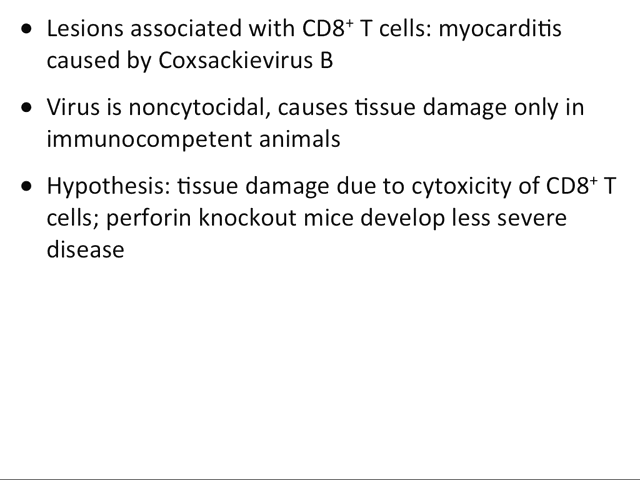 • Lesions associated with CD8⁺ T cells: myocarditis
caused by Coxsackievirus B
• Virus is noncytocidal, causes tissue damage only in
immunocompetent animals
• Hypothesis: tissue damage due to cytoxicity of CD8⁺ T
cells; perforin knockout mice develop less severe
disease